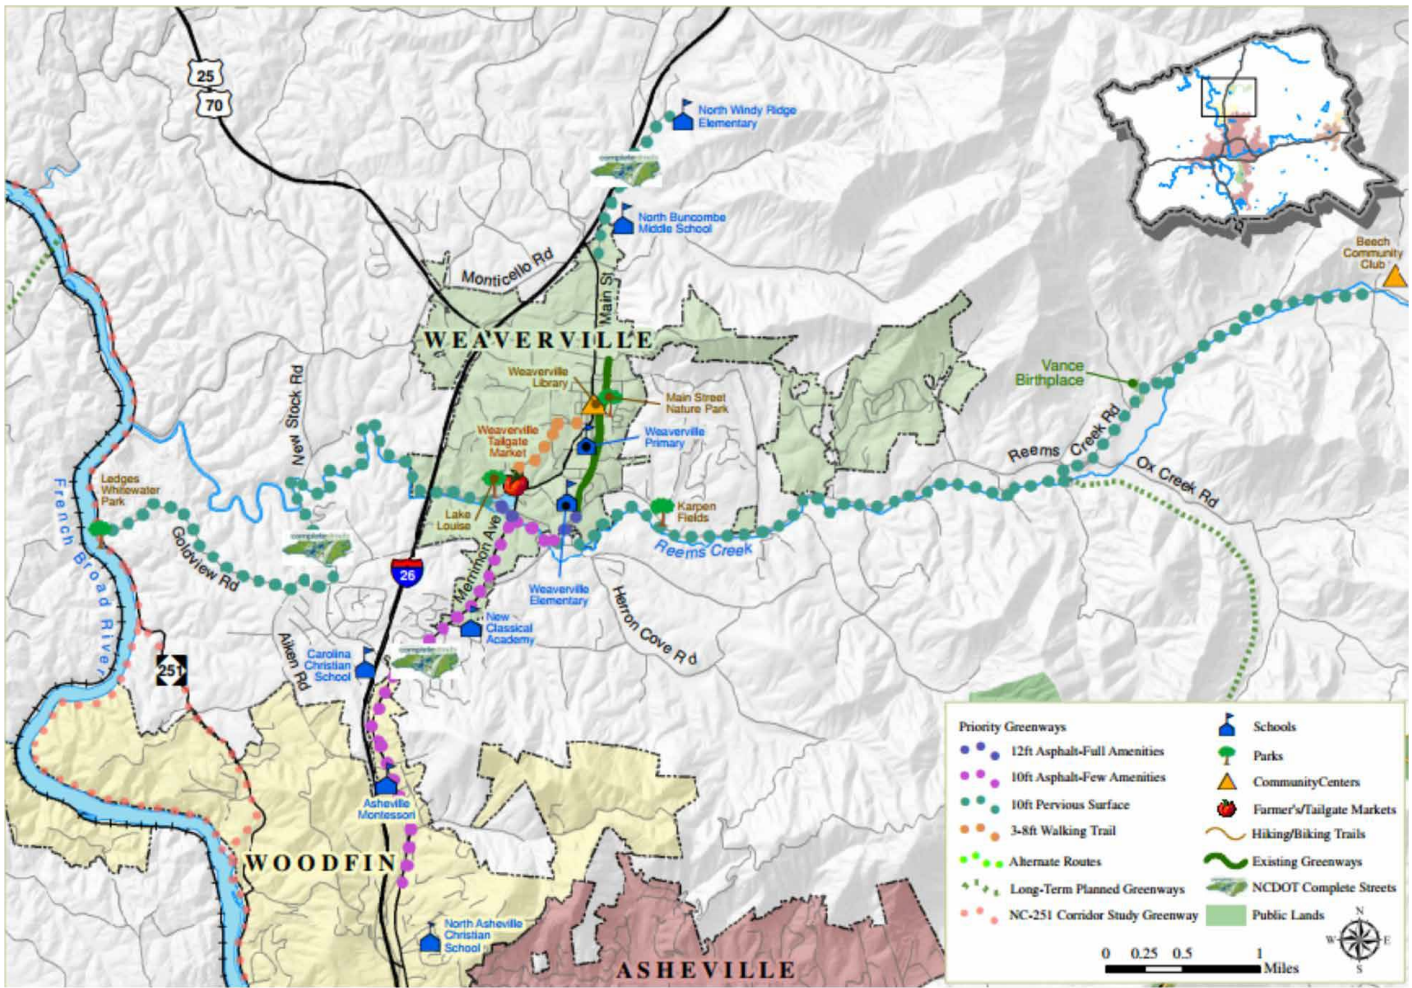 25
70
North Windy Ridge
Elementary
completestreets
North Buncombe
Middle School
Beech
Community
Club
Monticello Rd
Main St
WEAVERVILLE
Weaverville
Library
Vance
Birthplace
New Stock Rd
Main Street
Nature Park
Weaverville
Tailgate
Market
Weaverville
Primary
Reems Creek Rd
Ox Creek Rd
Ledges
Whitewater
Park
French Broad River
Lake
Louise
Karpen
Fields
Goldview Rd
completestreets
Merrimon Ave
Reems Creek
26
Weaverville
Elementary
Herron Cove Rd
New
Classical
Academy
Aiken Rd
Carolina
Christian
School
completestreets
251
Asheville
Montessori
WOODFIN
North Asheville
Christian
School
ASHEVILLE
Priority Greenways
12ft Asphalt-Full Amenities
10ft Asphalt-Few Amenities
10ft Pervious Surface
3-8ft Walking Trail
Alternate Routes
Long-Term Planned Greenways
NC-251 Corridor Study Greenway
Schools
Parks
CommunityCenters
Farmer's/Tailgate Markets
Hiking/Biking Trails
Existing Greenways
NCDOT Complete Streets
Public Lands
N
W
E
S
0 0.25 0.5 1
Miles